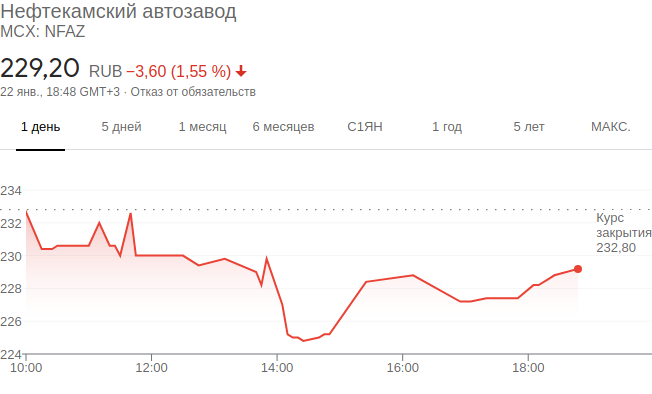 Нефтекамский автозавод
MCX: NFAZ
229,20 RUB −3,60 (1,55 %)
22 янв., 18:48 GMT+3 · Отказ от обязательств
1 день 5 дней 1 месяц 6 месяцев С1ЯН 1 год 5 лет МАКС.
234
232
230
228
226
224
Курс
закрытия
232,80
10:00 12:00 14:00 16:00 18:00